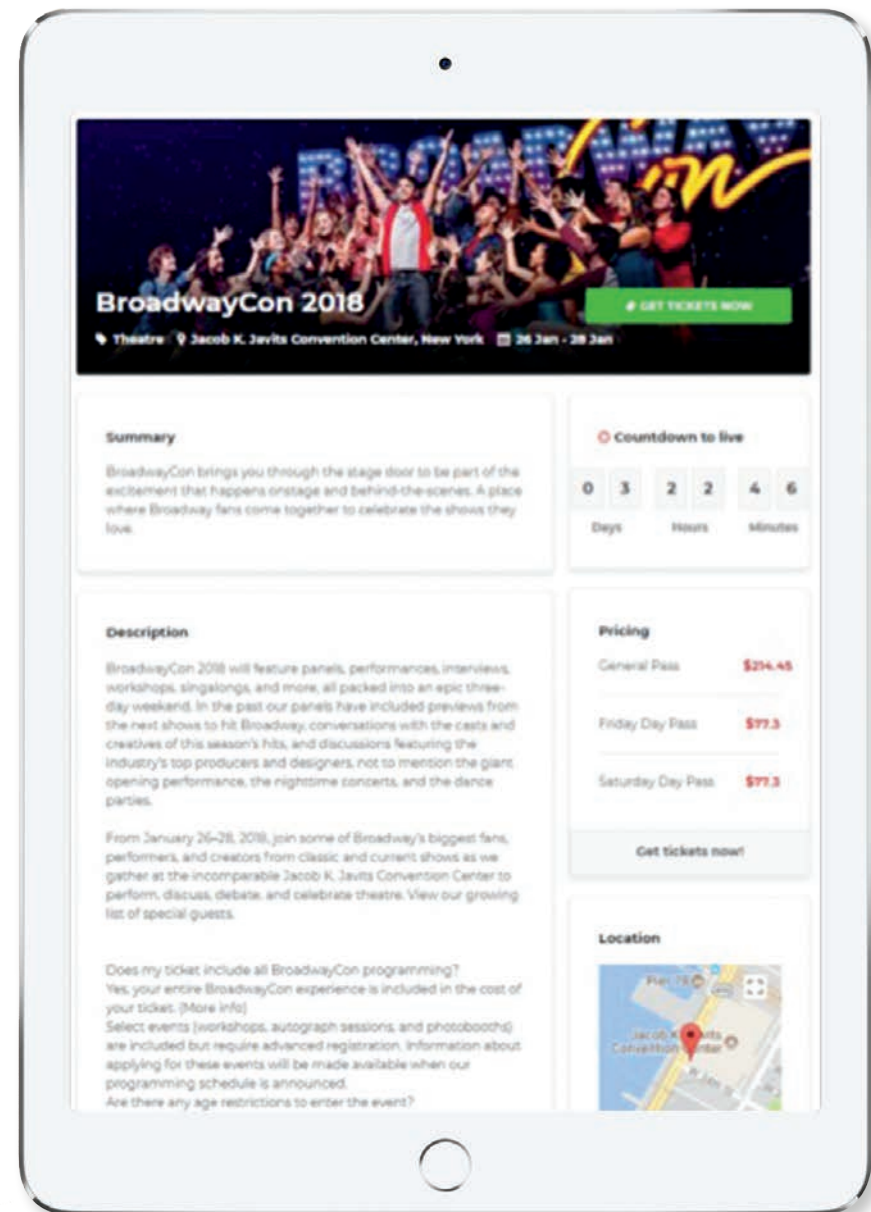 BROADWAY
Con
BroadwayCon 2018
GET TICKETS NOW
Theatre Jacob K. Javits Convention Center, New York 26 Jan - 28 Jan
Summary
BroadwayCon brings you through the stage door to be part of the
excitement that happens onstage and behind-the-scenes. A place
where Broadway fans come together to celebrate the shows they
love.
Countdown to live
0 3 2 2 4 6
Days Hours Minutes
Description
BroadwayCon 2018 will feature panels, performances, interviews,
workshops, singalongs, and more, all packed into an epic three-
day weekend. In the past our panels have included previews from
the next shows to hit Broadway, conversations with the casts and
creatives of this season's hits, and discussions featuring the
industry's top producers and designers, not to mention the giant
opening performance, the nighttime concerts, and the dance
parties.
From January 26-28, 2018, join some of Broadway's biggest fans,
performers, and creators from classic and current shows as we
gather at the incomparable Jacob K. Javits Convention Center to
perform, discuss, debate, and celebrate theatre. View our growing
list of special guests.
Does my ticket include all BroadwayCon programming?
Yes, your entire BroadwayCon experience is included in the cost of
your ticket. (More info)
Select events (workshops, autograph sessions, and photobooths)
are included but require advanced registration. Information about
applying for these events will be made available when our
programming schedule is announced.
Are there any age restrictions to enter the event?
Pricing
General Pass $214.45
Friday Day Pass $77.3
Saturday Day Pass $77.3
Get tickets now!
Location
Pier 79
Jacob K. Javits
Convention Center